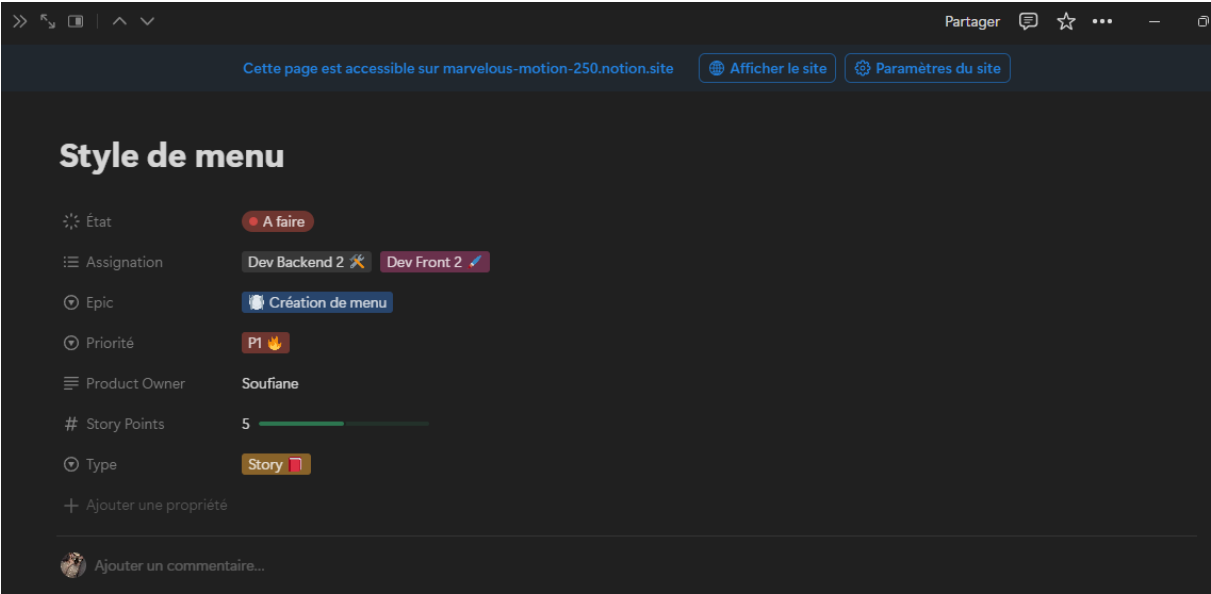 Partager
Cette page est accessible sur marvelous-motion-250.notion.site Afficher le site Paramètres du site
Style de menu
État A faire
Assignation Dev Backend 2 🛠️ Dev Front 2 🖌️
Epic 🍽️ Création de menu
Priorité P1 🔥
Product Owner Soufiane
# Story Points 5
Type Story 📕
+ Ajouter une propriété
Ajouter un commentaire...